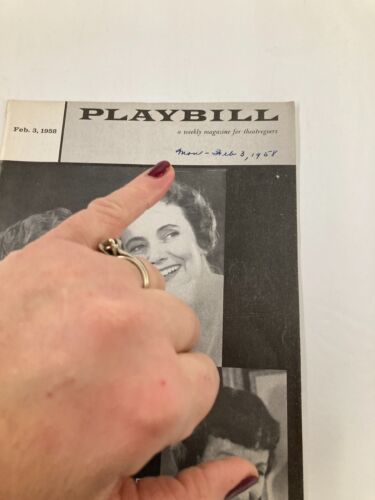 Feb. 3, 1958
PLAYBILL
a weekly magazine for theatregoers
Mon - Feb 3, 1958